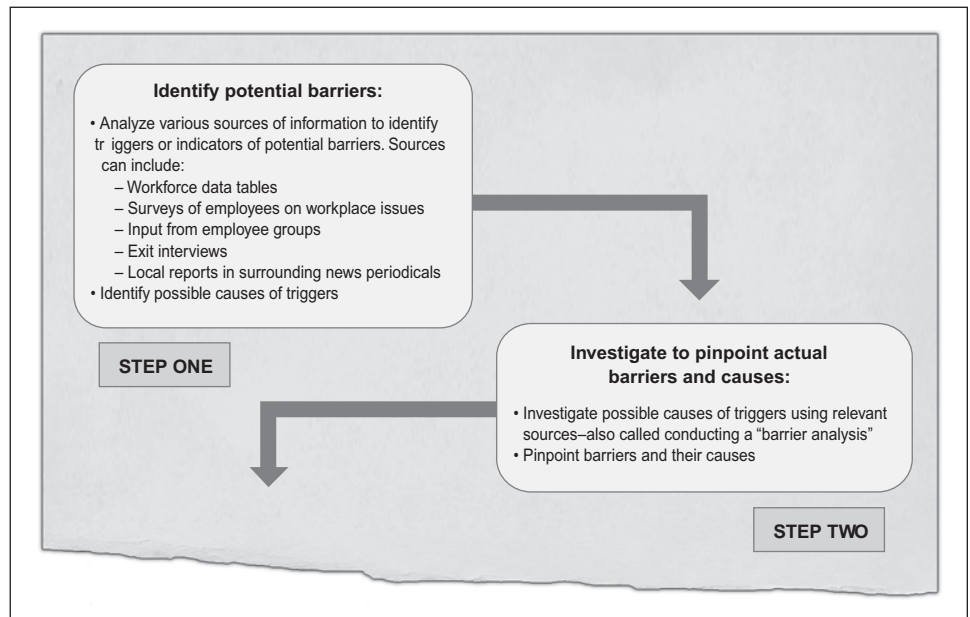 Identify potential barriers:
• Analyze various sources of information to identify
tr iggers or indicators of potential barriers. Sources
can include:
– Workforce data tables
– Surveys of employees on workplace issues
– Input from employee groups
– Exit interviews
– Local reports in surrounding news periodicals
• Identify possible causes of triggers
STEP ONE
Investigate to pinpoint actual
barriers and causes:
• Investigate possible causes of triggers using relevant
sources–also called conducting a “barrier analysis”
• Pinpoint barriers and their causes
STEP TWO